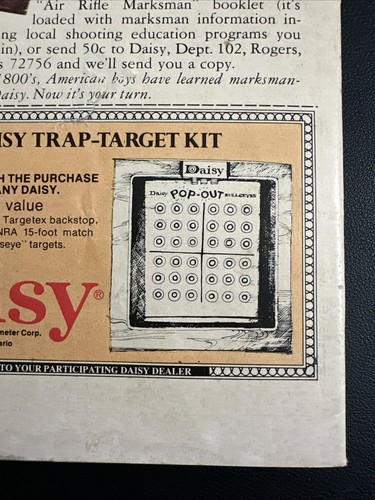 "Air Rifle Marksman" booklet (it's
loaded with marksman information in-
ng local shooting education programs you
in), or send 50c to Daisy, Dept. 102, Rogers,
s 72756 and we'll send you a copy.
1800's, American boys have learned marksman-
Daisy. Now it's your turn.
ISY TRAP-TARGET KIT
H THE PURCHASE
ANY DAISY.
value
Targetex backstop.
NRA 15-foot match
seye" targets.
Daisy
Daisy POP-OUT BULLSEYES
isy®
meter Corp.
ario
TO YOUR PARTICIPATING DAISY DEALER